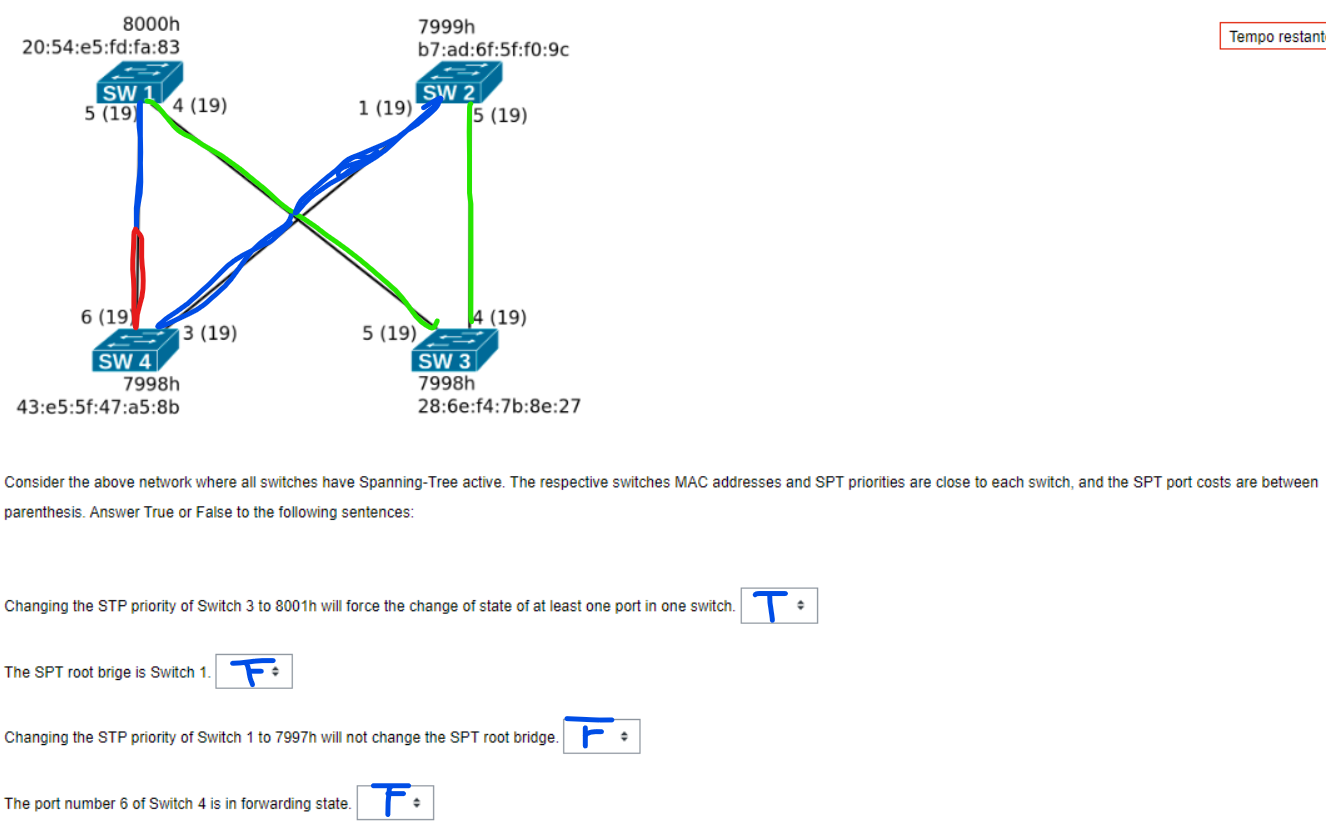 8000h
20:54:e5:fd:fa:83
7999h
b7:ad:6f:5f:f0:9c
Tempo restant
SW 1
SW 2
5 (19)
4 (19)
1 (19)
5 (19)
6 (19)
3 (19)
5 (19)
4 (19)
SW 4
SW 3
7998h
43:e5:5f:47:a5:8b
7998h
28:6e:f4:7b:8e:27
Consider the above network where all switches have Spanning-Tree active. The respective switches MAC addresses and SPT priorities are close to each switch, and the SPT port costs are between
parenthesis. Answer True or False to the following sentences:
Changing the STP priority of Switch 3 to 8001h will force the change of state of at least one port in one switch. T
The SPT root brige is Switch 1. F
Changing the STP priority of Switch 1 to 7997h will not change the SPT root bridge. F
The port number 6 of Switch 4 is in forwarding state. F